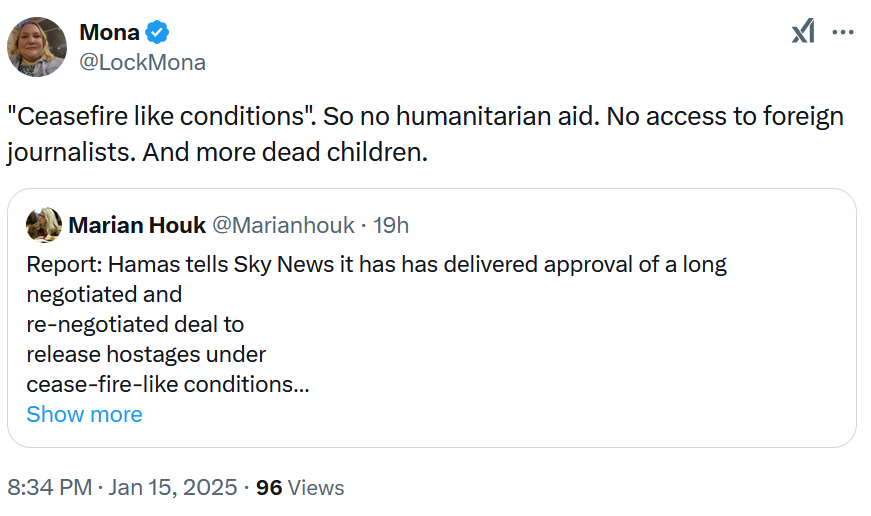 Mona
@LockMona
"Ceasefire like conditions". So no humanitarian aid. No access to foreign
journalists. And more dead children.
Marian Houk @Marianhouk · 19h
Report: Hamas tells Sky News it has has delivered approval of a long
negotiated and
re-negotiated deal to
release hostages under
cease-fire-like conditions...
Show more
8:34 PM · Jan 15, 2025 · 96 Views